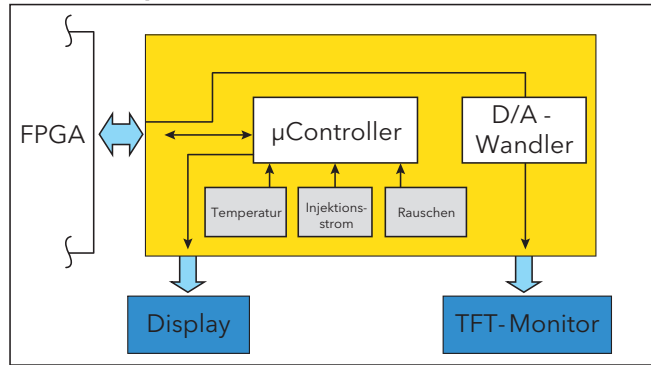 FPGA
µController
D/A -
Wandler
Temperatur
Injektions-
strom
Rauschen
Display
TFT-Monitor